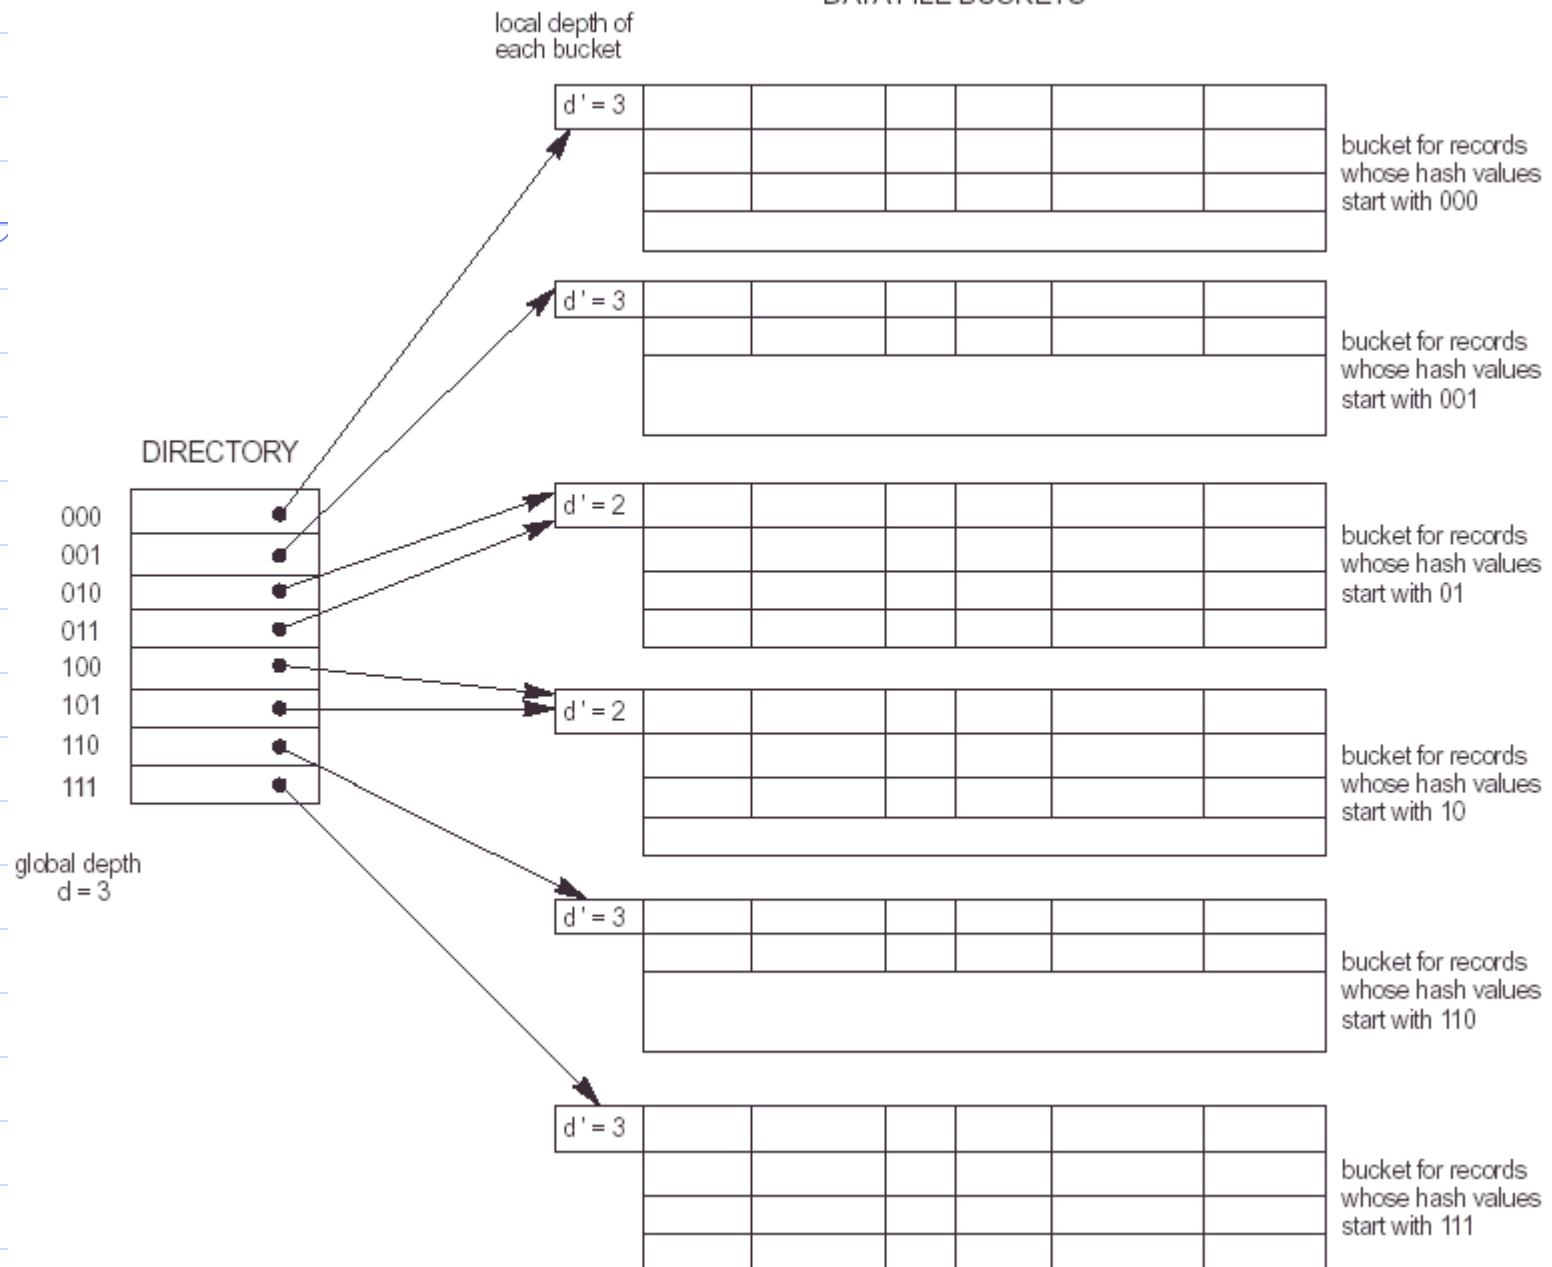 DATA FILE BUCKETS
local depth of
each bucket
d ' = 3
bucket for records
whose hash values
start with 000
d ' = 3
bucket for records
whose hash values
start with 001
DIRECTORY
000
001
010
011
100
101
110
111
global depth
d = 3
d ' = 2
bucket for records
whose hash values
start with 01
d ' = 2
bucket for records
whose hash values
start with 10
d ' = 3
bucket for records
whose hash values
start with 110
d ' = 3
bucket for records
whose hash values
start with 111